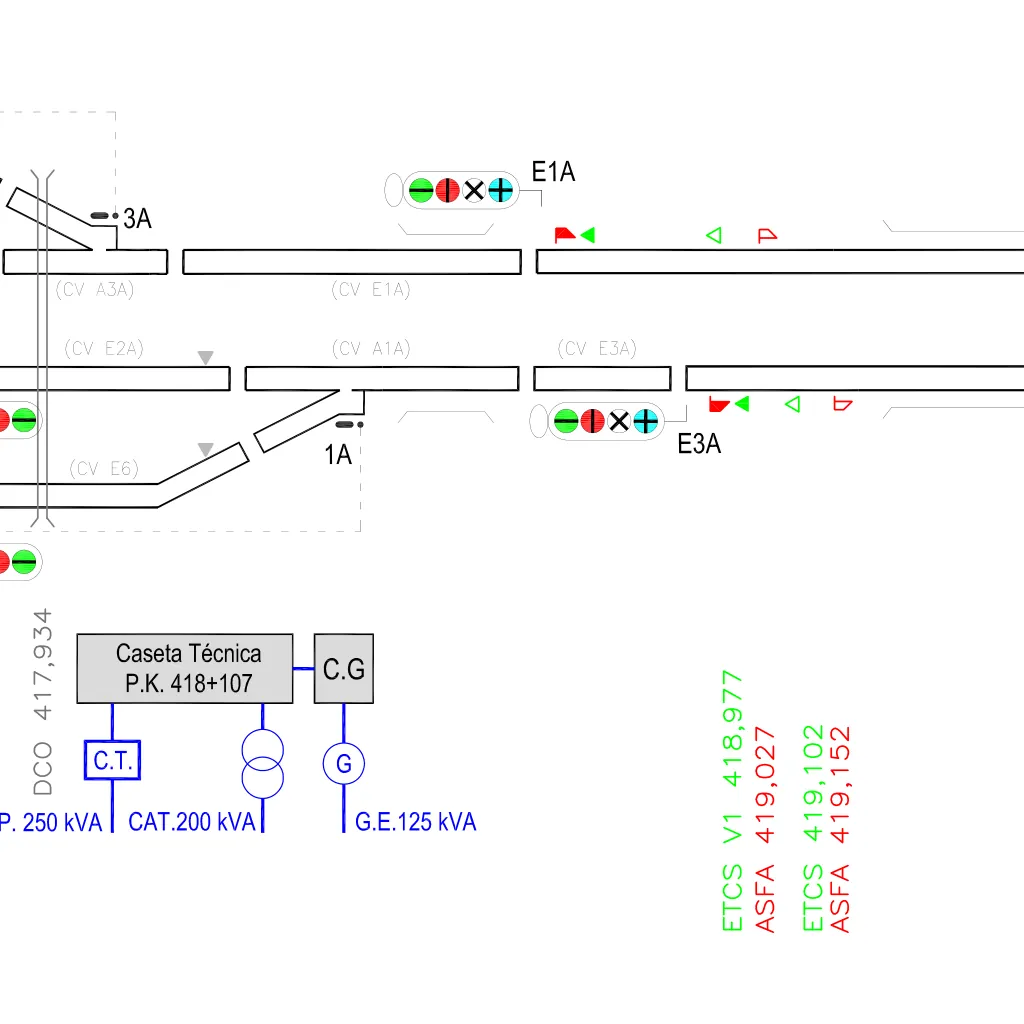 E1A
3A
(CV A3A)
(CV E1A)
(CV E2A)
(CV A1A)
(CV E3A)
E3A
1A
(CV E6)
DCO 417,934
Caseta Técnica
P.K. 418+107
C.G
C.T.
G
P. 250 kVA
CAT.200 kVA
G.E.125 kVA
ETCS V1 418,977
ASFA 419,027
ETCS 419,102
ASFA 419,152